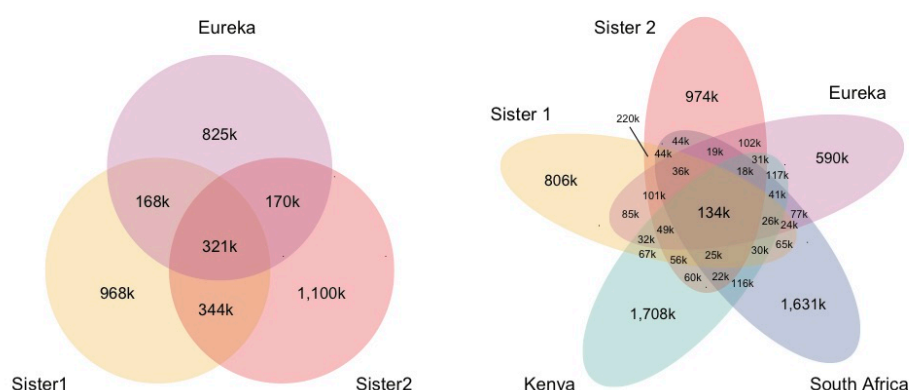 Eureka
825k
168k
170k
321k
968k
344k
1,100k
Sister1
Sister2
Sister 2
974k
Eureka
Sister 1
220k
44k
102k
44k
19k
31k
590k
806k
36k
18k
117k
101k
41k
85k
134k
77k
26k
24k
49k
32k
65k
67k
56k
25k
30k
60k
22k
116k
1,708k
1,631k
Kenya
South Africa